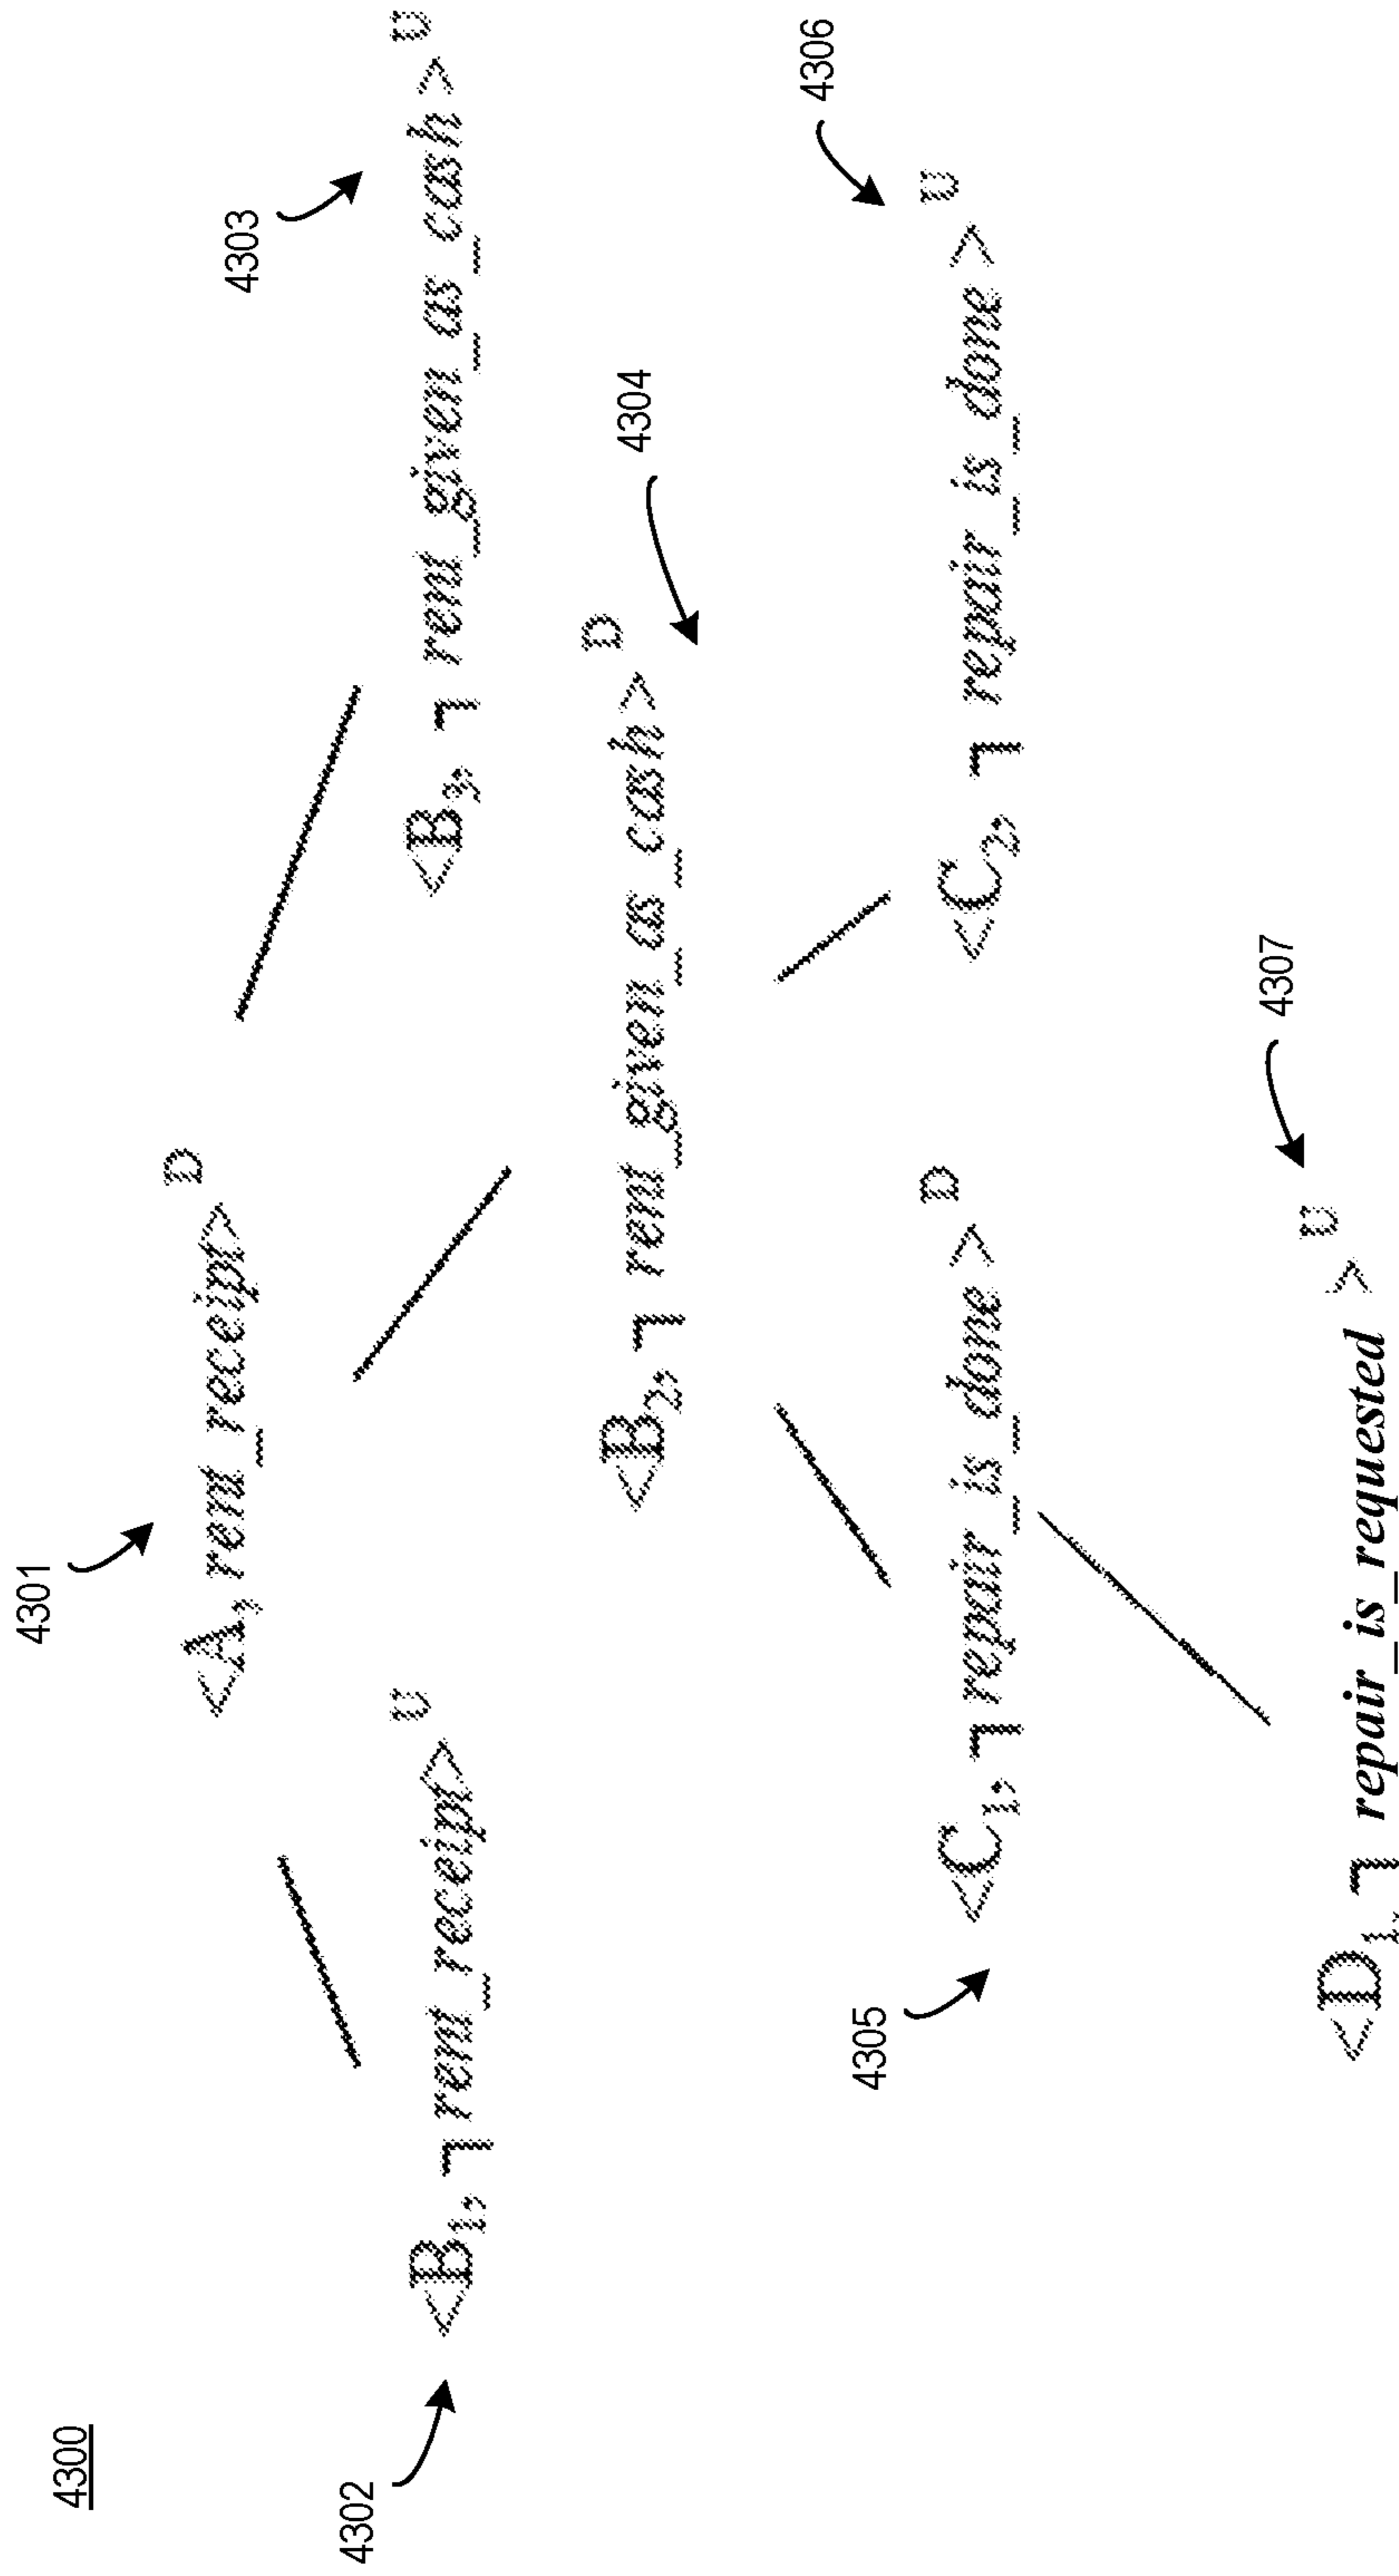 4300
4301
<A, rent_receipt> D
4302
<B1, ┐ rent_receipt> U
4303
<B3, ┐ rent_given_as_cash > U
4304
<B2, ┐ rent_given_as_cash > D
4305
<C1, ┐ repair_is_done > D
4306
<C2, ┐ repair_is_done > U
4307
<D1, ┐ repair_is_requested > U